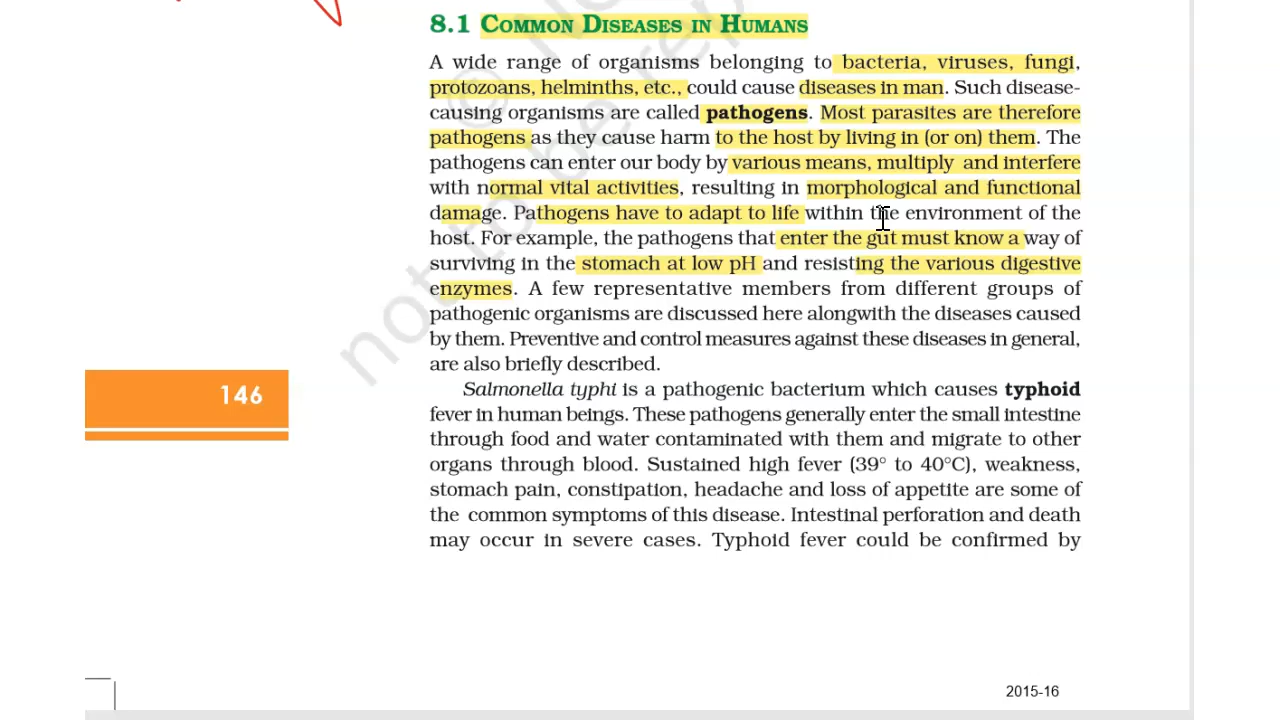 8.1 COMMON DISEASES IN HUMANS
A wide range of organisms belonging to bacteria, viruses, fungi,
protozoans, helminths, etc., could cause diseases in man. Such disease-
causing organisms are called pathogens. Most parasites are therefore
pathogens as they cause harm to the host by living in (or on) them. The
pathogens can enter our body by various means, multiply and interfere
with normal vital activities, resulting in morphological and functional
damage. Pathogens have to adapt to life within the environment of the
host. For example, the pathogens that enter the gut must know a way of
surviving in the stomach at low pH and resisting the various digestive
enzymes. A few representative members from different groups of
pathogenic organisms are discussed here alongwith the diseases caused
by them. Preventive and control measures against these diseases in general,
are also briefly described.
146
Salmonella typhi is a pathogenic bacterium which causes typhoid
fever in human beings. These pathogens generally enter the small intestine
through food and water contaminated with them and migrate to other
organs through blood. Sustained high fever (39° to 40°C), weakness,
stomach pain, constipation, headache and loss of appetite are some of
the common symptoms of this disease. Intestinal perforation and death
may occur in severe cases. Typhoid fever could be confirmed by
2015-16
not to be rep